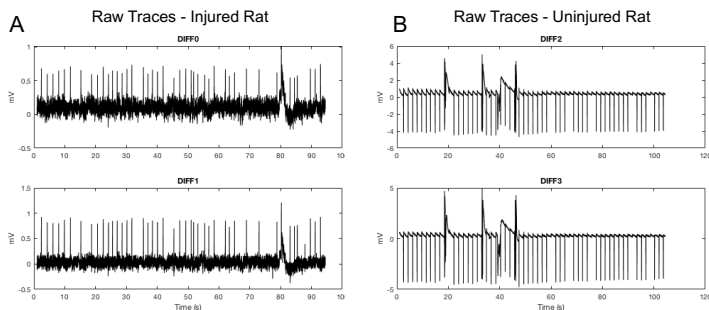 A
Raw Traces - Injured Rat
DIFF0
1
0.5
0
-0.5
mV
0 10 20 30 40 50 60 70 80 90 100
DIFF1
1.5
1
0.5
0
-0.5
mV
0 10 20 30 40 50 60 70 80 90 100
Time (s)
B
Raw Traces - Uninjured Rat
DIFF2
6
4
2
0
-2
-4
-6
mV
0 20 40 60 80 100 120
DIFF3
5
0
-5
mV
0 20 40 60 80 100 120
Time (s)